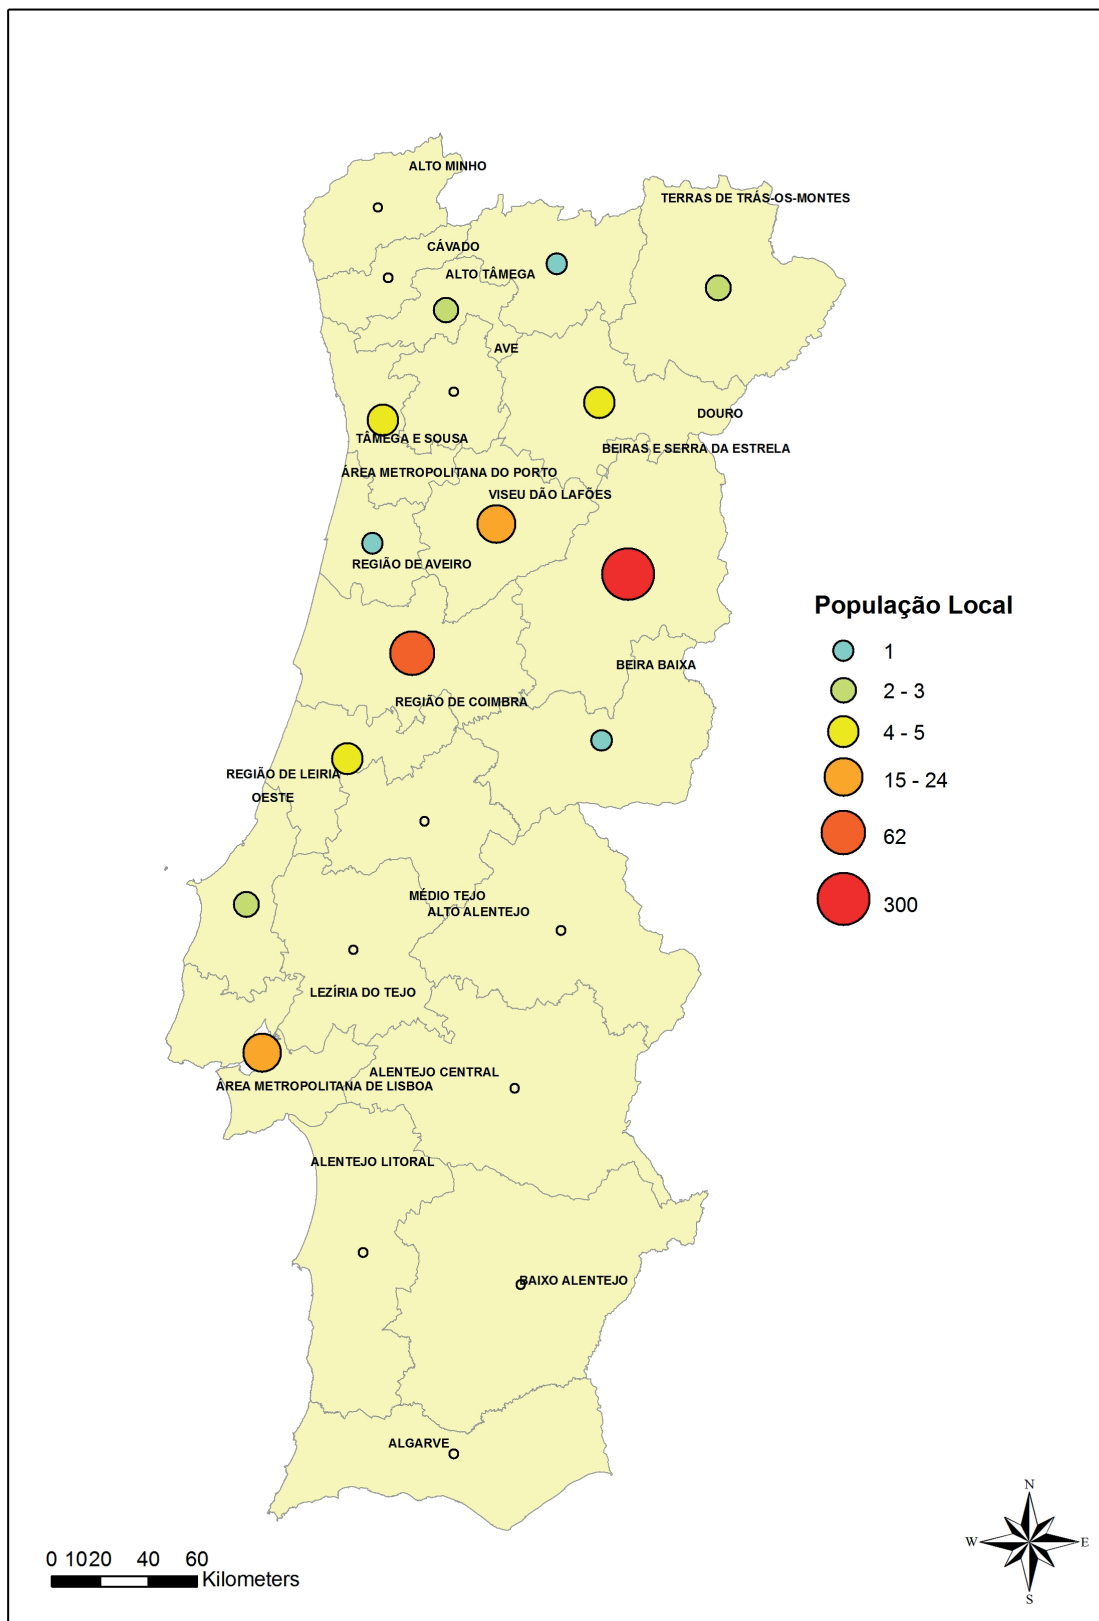 ALTO MINHO
TERRAS DE TRÁS-OS-MONTES
CÁVADO
ALTO TÂMEGA
AVE
DOURO
TÂMEGA E SOUSA
BEIRAS E SERRA DA ESTRELA
ÁREA METROPOLITANA DO PORTO
VISEU DÃO LAFÕES
REGIÃO DE AVEIRO
População Local
1
2 - 3
4 - 5
15 - 24
62
300
BEIRA BAIXA
REGIÃO DE COIMBRA
REGIÃO DE LEIRIA
OESTE
MÉDIO TEJO
ALTO ALENTEJO
LEZÍRIA DO TEJO
ALENTEJO CENTRAL
ÁREA METROPOLITANA DE LISBOA
ALENTEJO LITORAL
BAIXO ALENTEJO
ALGARVE
N
W E
S
0 10 20 40 60
Kilometers